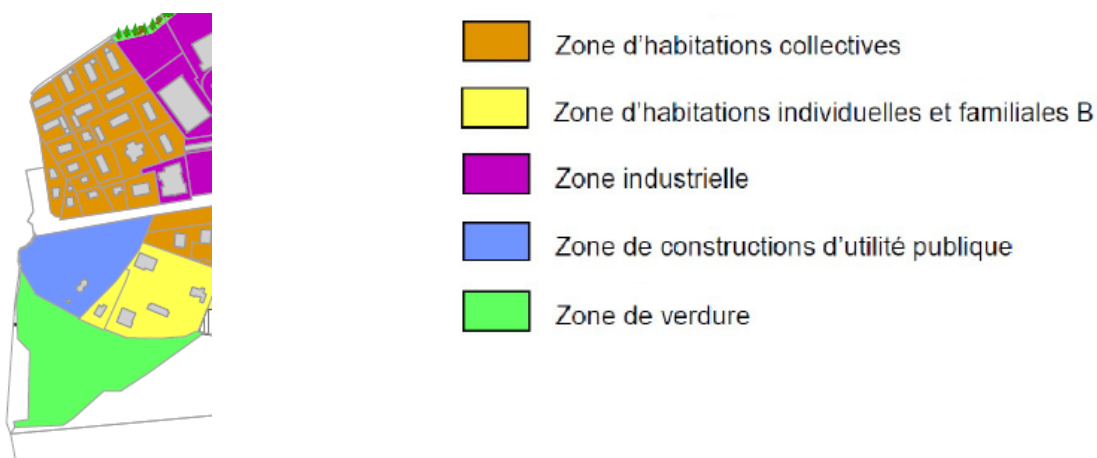 Zone d'habitations collectives
Zone d'habitations individuelles et familiales B
Zone industrielle
Zone de constructions d'utilité publique
Zone de verdure